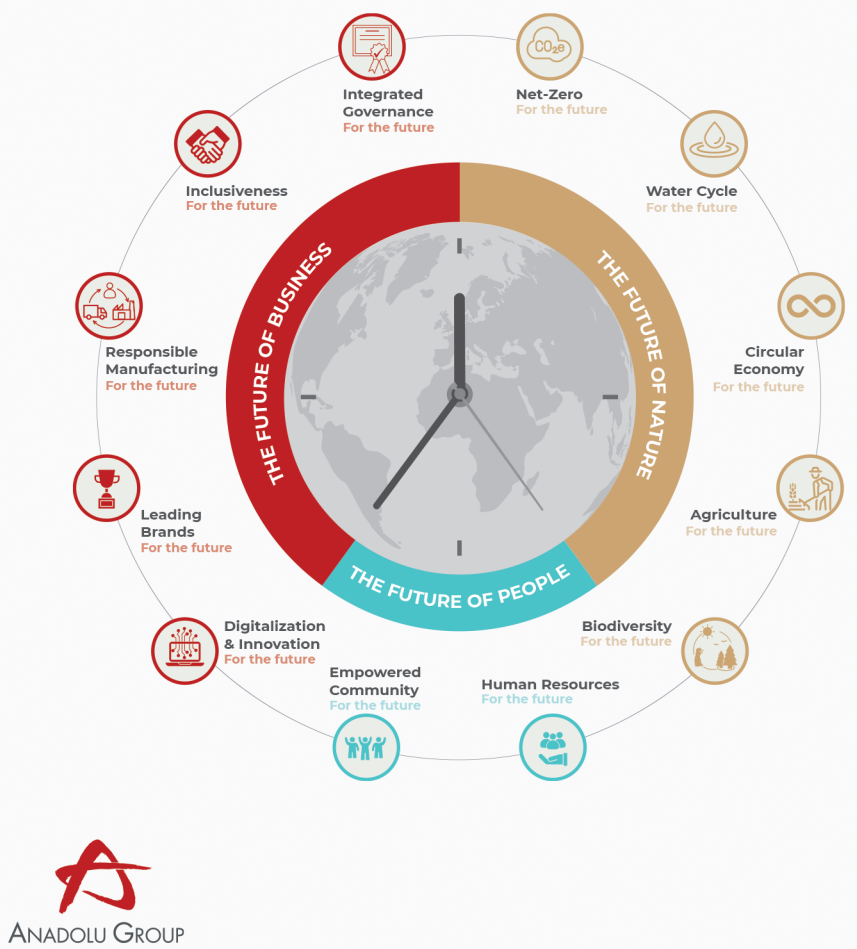 Integrated
Governance
For the future
CO₂e
Net-Zero
For the future
Inclusiveness
For the future
Water Cycle
For the future
Responsible
Manufacturing
For the future
Circular
Economy
For the future
THE FUTURE OF BUSINESS
THE FUTURE OF NATURE
THE FUTURE OF PEOPLE
Leading
Brands
For the future
Agriculture
For the future
Digitalization
& Innovation
For the future
Biodiversity
For the future
Empowered
Community
For the future
Human Resources
For the future
ANADOLU GROUP